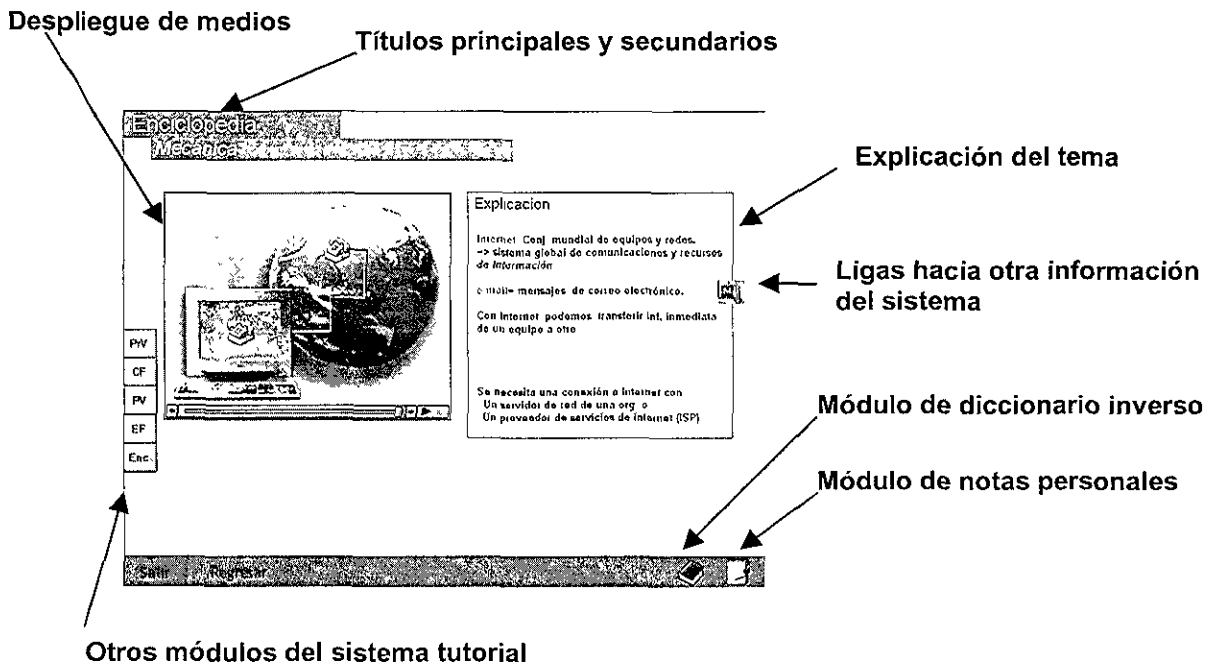 Despliegue de medios
Títulos principales y secundarios
Enciclopedia
Mecánica
Explicación del tema
Explicacion
Internet Conj mundial de equipos y redes.
–> sistema global de comunicaciones y recursos
de información
Ligas hacia otra información
del sistema
e-mail= mensajes de correo electrónico.
Con Internet podemos transferir inf, inmediata
de un equipo a otro
PrV
CF
PV
EF
Enc
Se necesita una conexión a Internet con
Un servidor de red de una org o
Un proveedor de servicios de Internet (ISP)
Módulo de diccionario inverso
Módulo de notas personales
Salir Regresar
Otros módulos del sistema tutorial